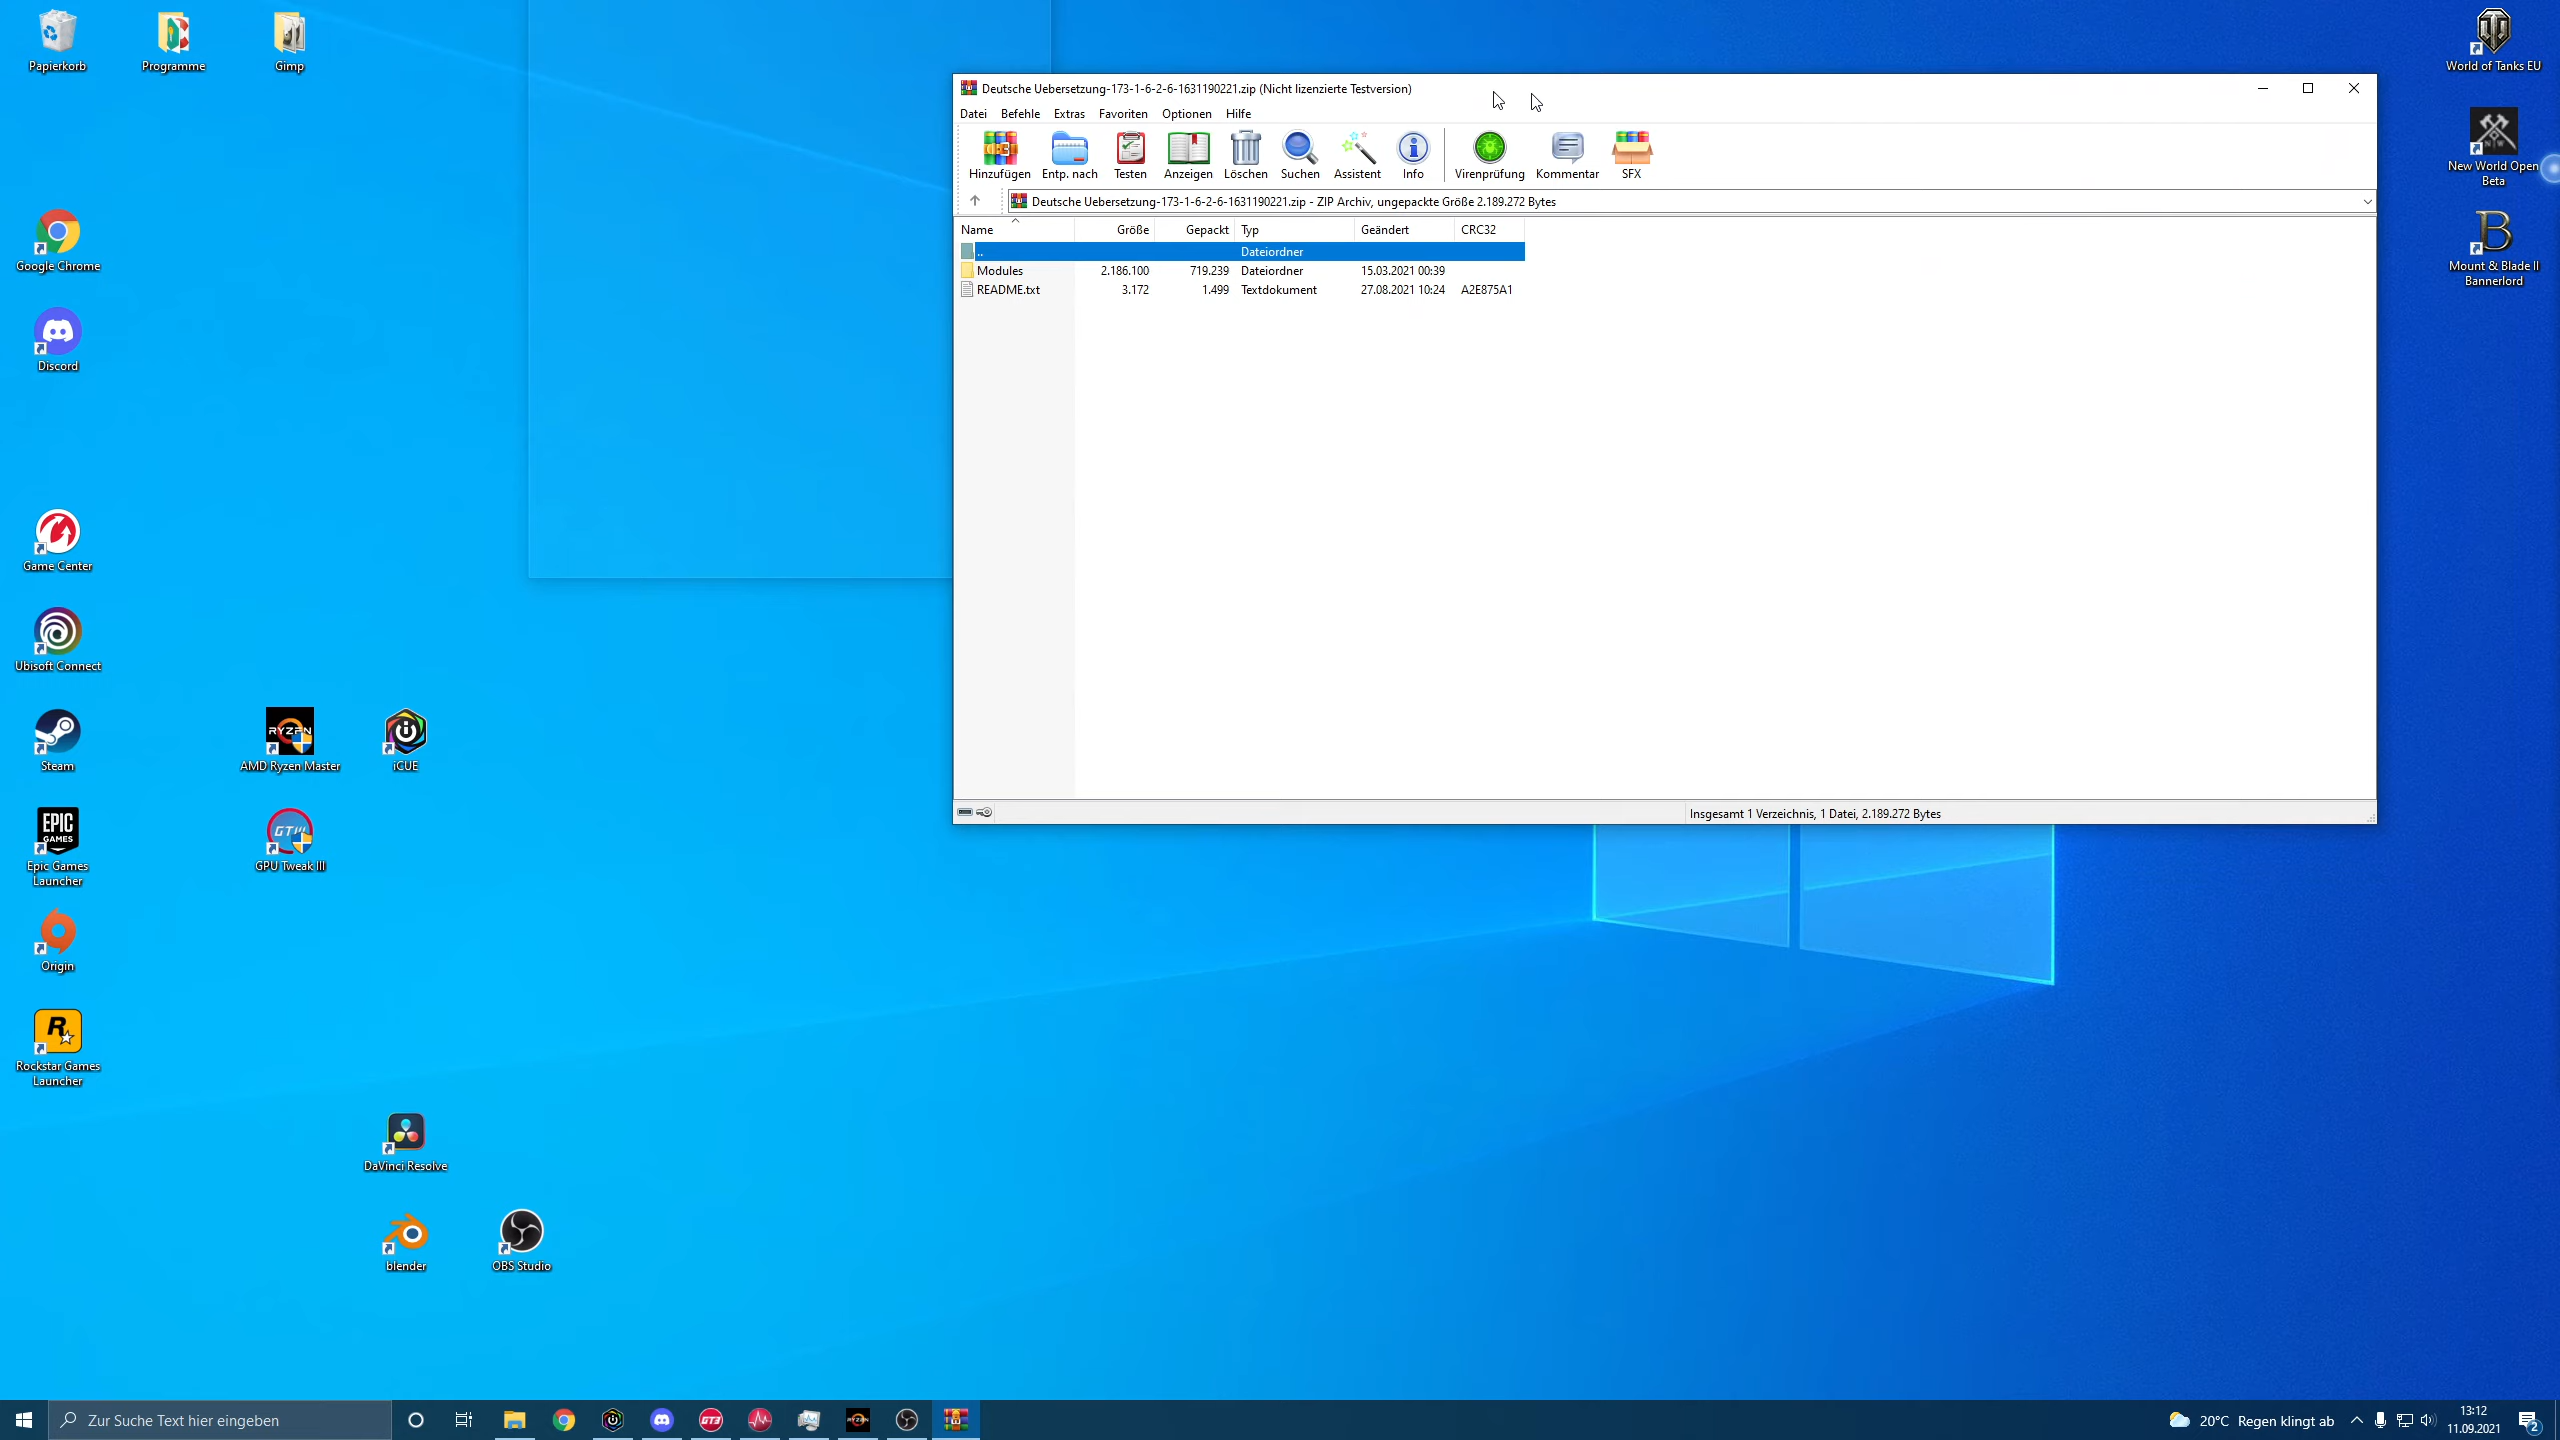 Papierkorb
Programme
Gimp
Google Chrome
Discord
Game Center
Ubisoft Connect
Steam
RYZEN
AMD Ryzen Master
iCUE
EPIC
GAMES
Epic Games
Launcher
GTW
GPU Tweak III
Origin
R
Rockstar Games
Launcher
DaVinci Resolve
blender
OBS Studio
World of Tanks EU
New World Open
Beta
B
Mount & Blade II
Bannerlord
Deutsche Uebersetzung-173-1-6-2-6-1631190221.zip (Nicht lizenzierte Testversion)
Datei Befehle Extras Favoriten Optionen Hilfe
Hinzufügen Entp. nach Testen Anzeigen Löschen Suchen Assistent Info Virenprüfung Kommentar SFX
Deutsche Uebersetzung-173-1-6-2-6-1631190221.zip - ZIP Archiv, ungepackte Größe 2.189.272 Bytes
Name Größe Gepackt Typ Geändert CRC32
.. Dateiordner
Modules 2.186.100 719.239 Dateiordner 15.03.2021 00:39
README.txt 3.172 1.499 Textdokument 27.08.2021 10:24 A2E875A1
Insgesamt 1 Verzeichnis, 1 Datei, 2.189.272 Bytes
Zur Suche Text hier eingeben
GT3
RYZEN
20°C Regen klingt ab
13:12
11.09.2021
2